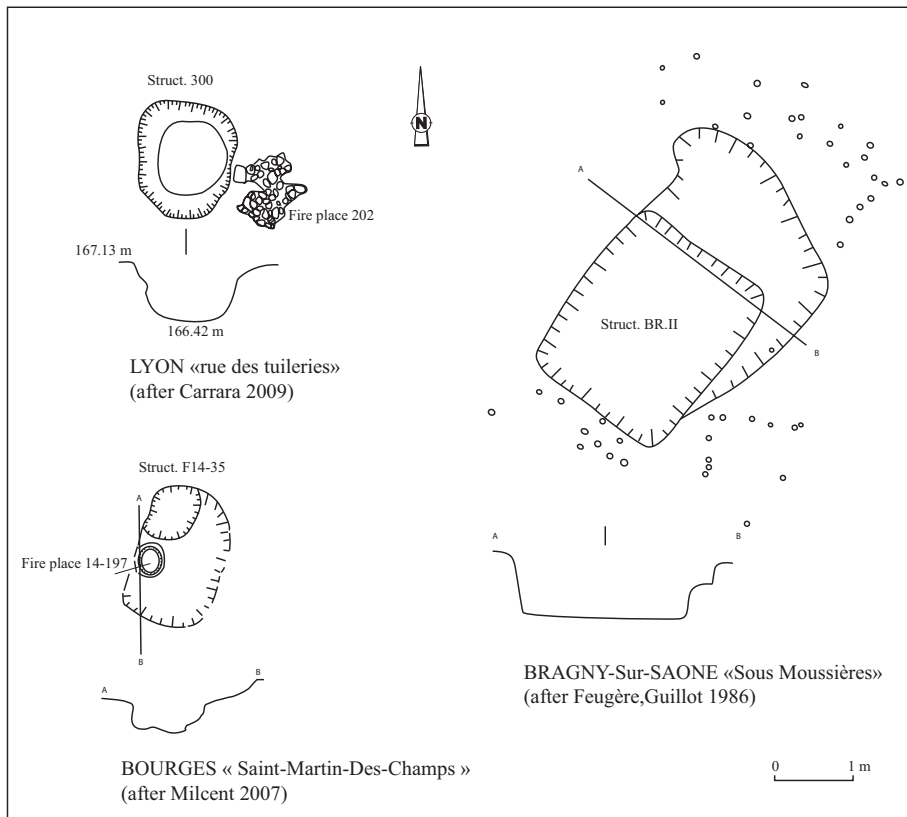 Struct. 300
N
Fire place 202
167.13 m
166.42 m
LYON «rue des tuileries»
(after Carrara 2009)
A
Struct. BR.II
B
Struct. F14-35
A
Fire place 14-197
B
A
B
BOURGES « Saint-Martin-Des-Champs »
(after Milcent 2007)
A
B
BRAGNY-Sur-SAONE «Sous Moussières»
(after Feugère,Guillot 1986)
0 1 m